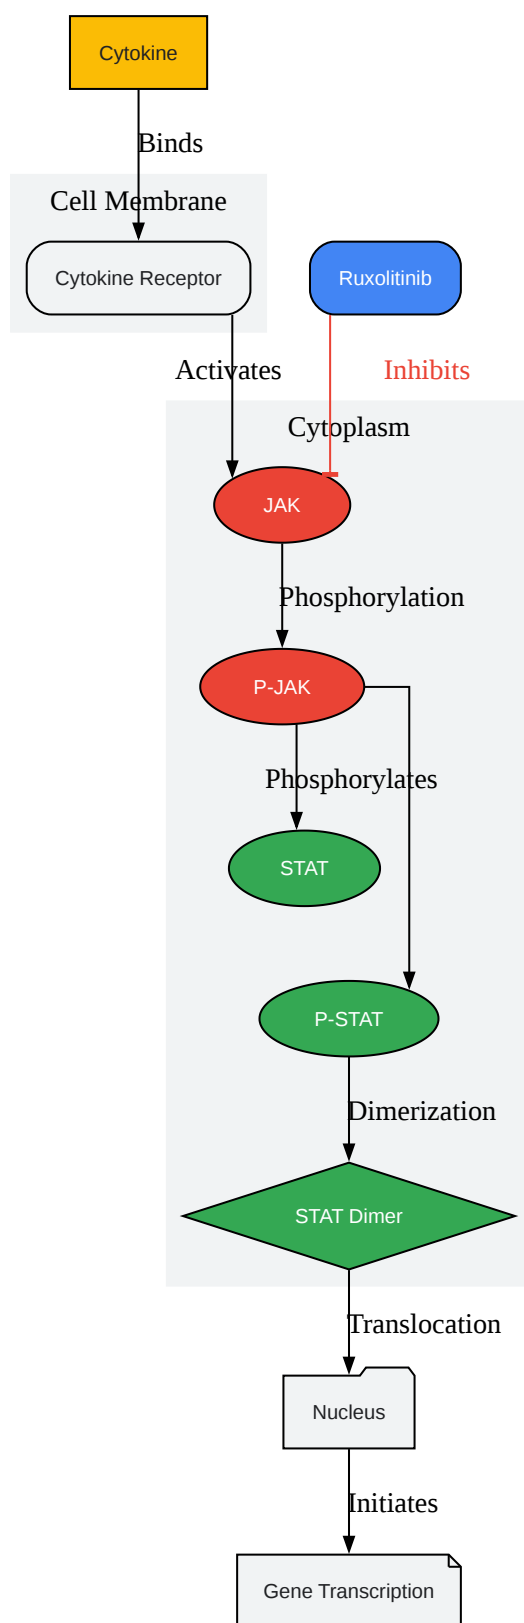 Cytokine
Binds
Cell Membrane
Cytokine Receptor
Ruxolitinib
Activates
Inhibits
Cytoplasm
JAK
Phosphorylation
P-JAK
Phosphorylates
STAT
P-STAT
Dimerization
STAT Dimer
Translocation
Nucleus
Initiates
Gene Transcription